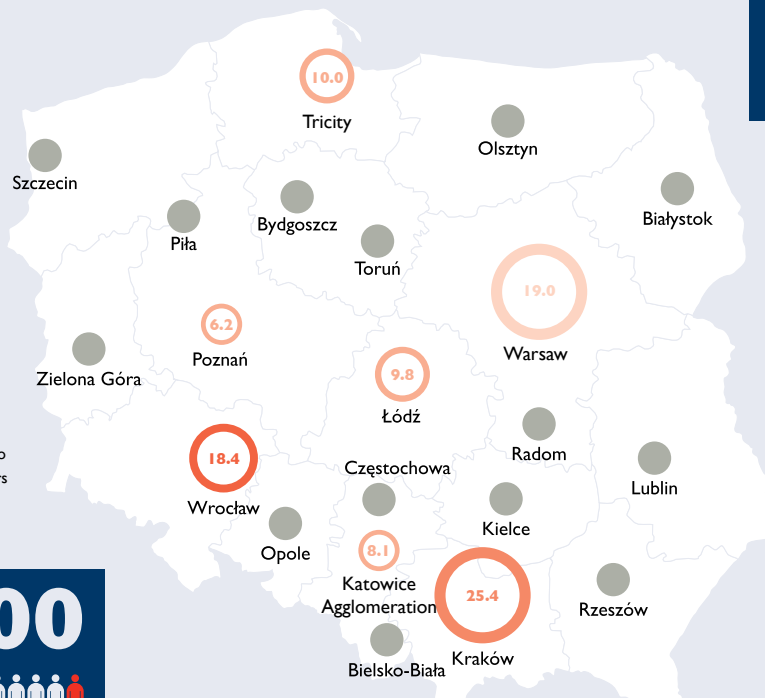 10.0
Tricity
Olsztyn
Szczecin
Białystok
Bydgoszcz
Piła
Toruń
19.0
6.2
Warsaw
Poznań
Zielona Góra
9.8
Łódź
18.4
Radom
Częstochowa
Lublin
Wrocław
Kielce
Opole
8.1
Katowice
Agglomeration
25.4
Rzeszów
Kraków
Bielsko-Biała
00